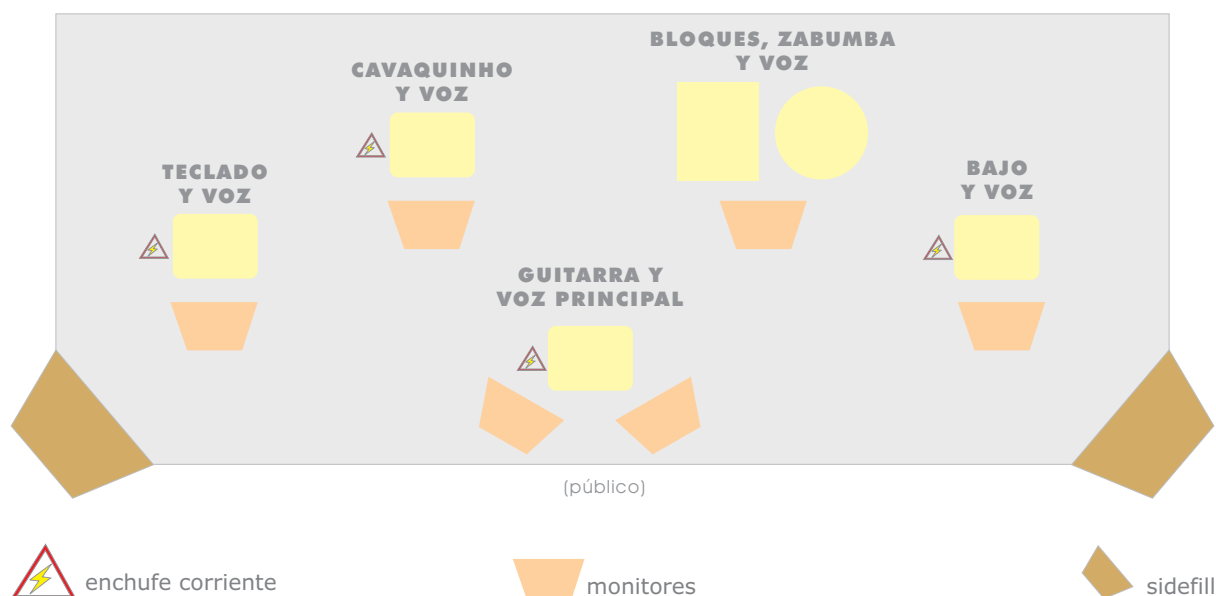 BLOQUES, ZABUMBA
Y VOZ
CAVAQUINHO
Y VOZ
TECLADO
Y VOZ
BAJO
Y VOZ
GUITARRA Y
VOZ PRINCIPAL
(público)
enchufe corriente
monitores
sidefill